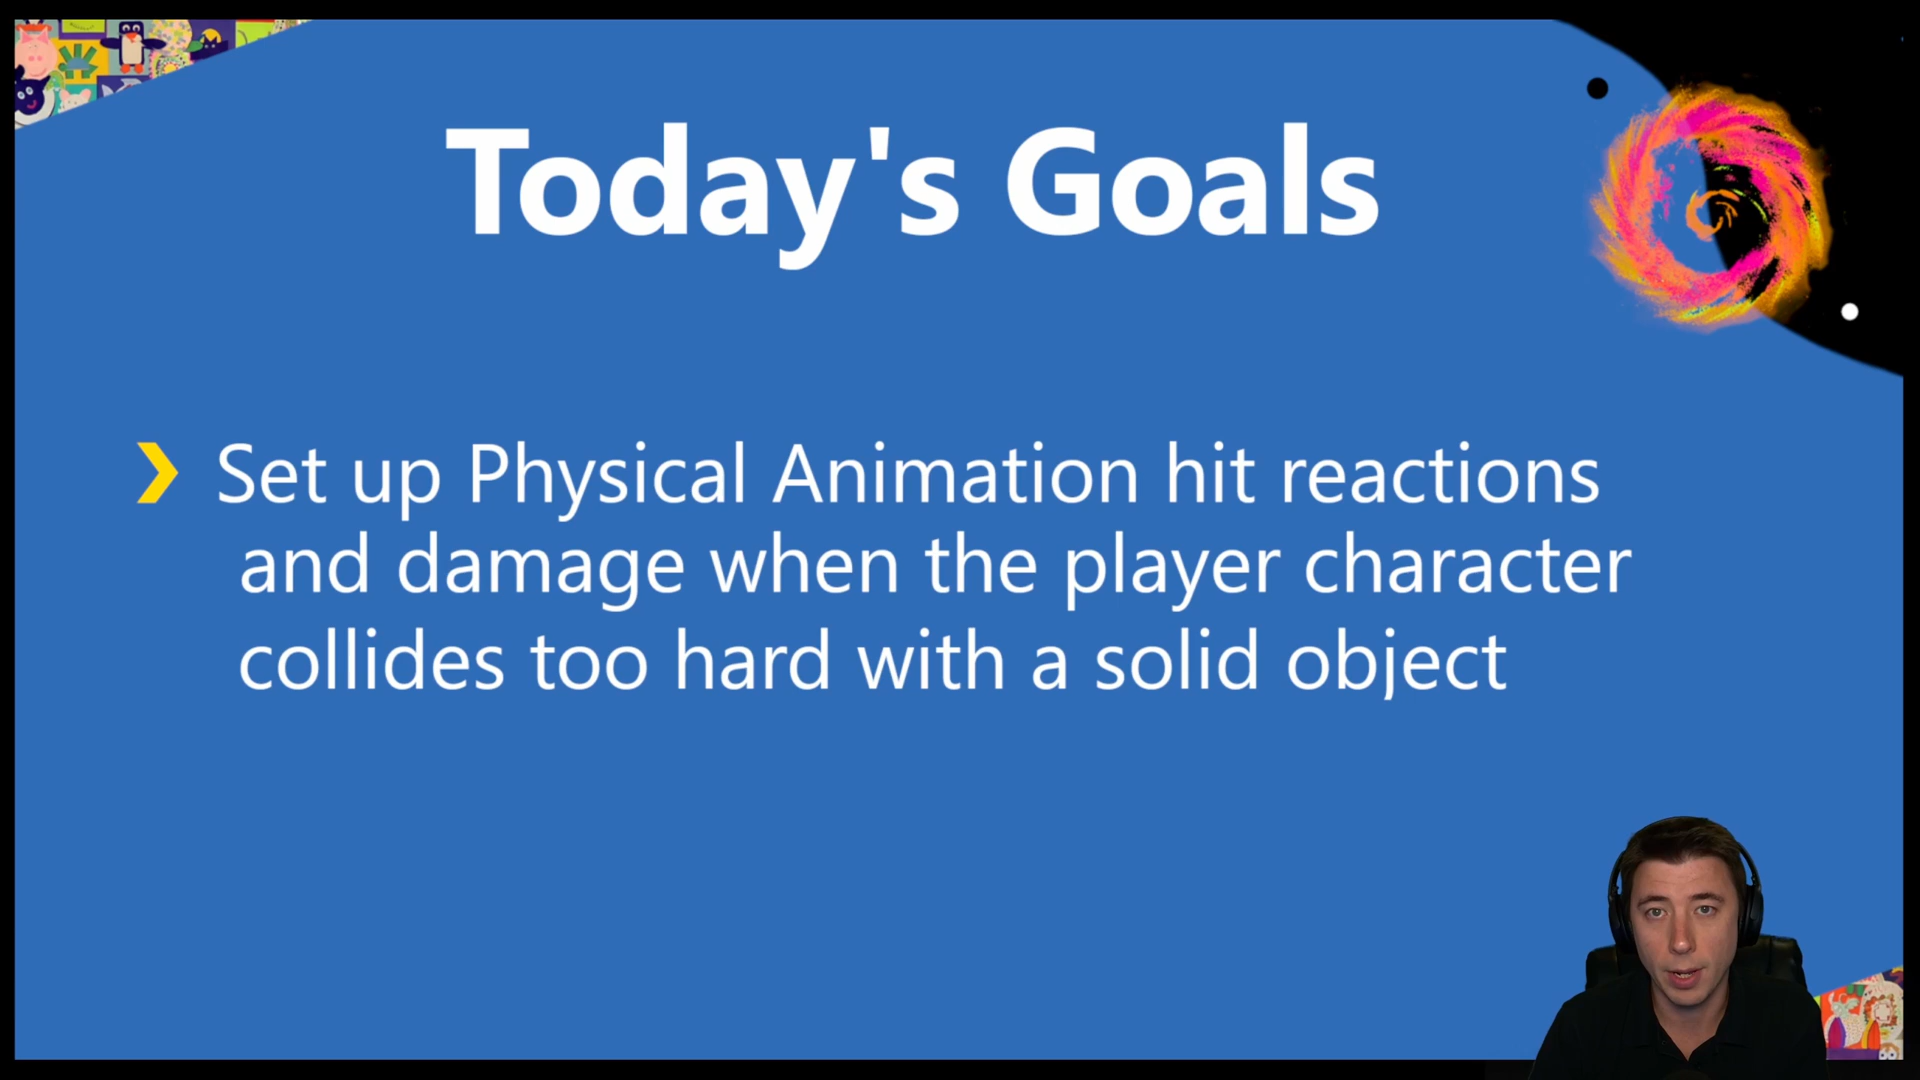 Today's Goals
Set up Physical Animation hit reactions
and damage when the player character
collides too hard with a solid object